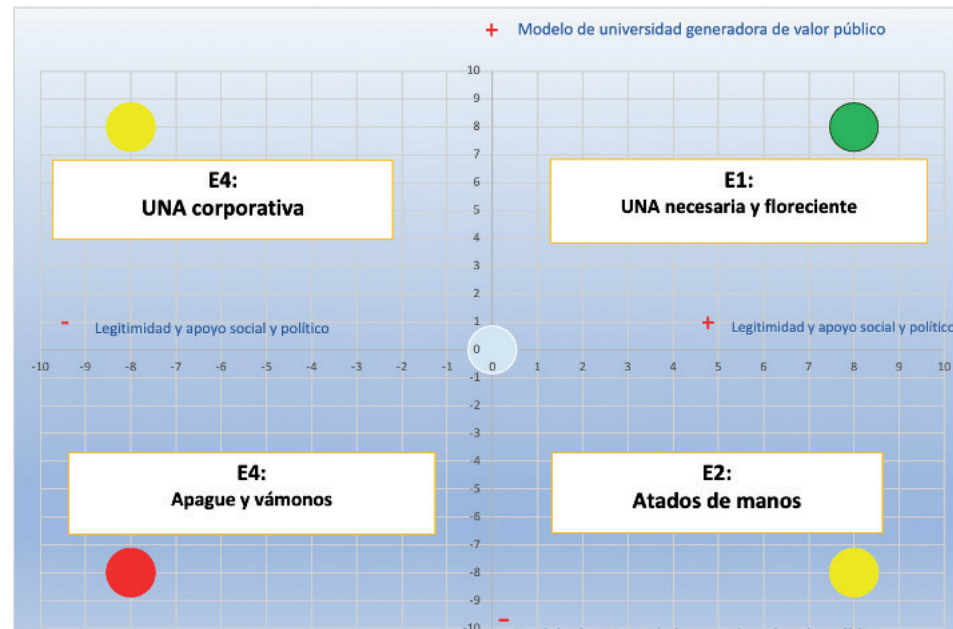 + Modelo de universidad generadora de valor público
10
9
8
7
6
5
4
3
2
1
0
-1
-2
-3
-4
-5
-6
-7
-8
-9
-10
-10 -9 -8 -7 -6 -5 -4 -3 -2 -1 0 1 2 3 4 5 6 7 8 9 10
E4:
UNA corporativa
E1:
UNA necesaria y floreciente
- Legitimidad y apoyo social y político
+ Legitimidad y apoyo social y político
E4:
Apague y vámonos
E2:
Atados de manos
-